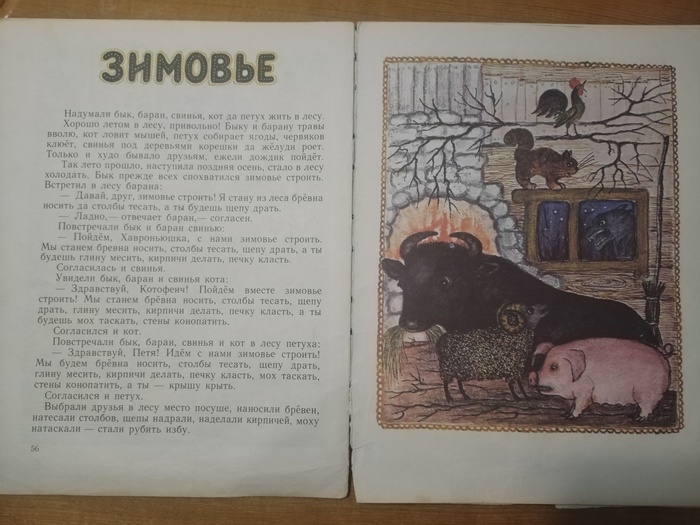 ЗИМОВЬЕ
Надумали бык, баран, свинья, кот да петух жить в лесу.
Хорошо летом в лесу, привольно! Быку и барану травы
вволю, кот ловит мышей, петух собирает ягоды, червяков
клюёт, свинья под деревьями корешки да жёлуди роет.
Только и худо бывало друзьям, ежели дождик пойдёт.
Так лето прошло, наступила поздняя осень, стало в лесу
холодать. Бык прежде всех спохватился зимовье строить.
Встретил в лесу барана:
— Давай, друг, зимовье строить! Я стану из леса брёвна
носить да столбы тесать, а ты будешь щепу драть.
— Ладно,— отвечает баран,— согласен.
Повстречали бык и баран свинью:
— Пойдём, Хавроньюшка, с нами зимовье строить.
Мы станем бревна носить, столбы тесать, щепу драть, а ты
будешь глину месить, кирпичи делать, печку класть.
Согласилась и свинья.
Увидели бык, баран и свинья кота:
— Здравствуй, Котофеич! Пойдём вместе зимовье
строить! Мы станем брёвна носить, столбы тесать, щепу
драть, глину месить, кирпичи делать, печку класть, а ты
будешь мох таскать, стены конопатить.
Согласился и кот.
Повстречали бык, баран, свинья и кот в лесу петуха:
— Здравствуй, Петя! Идём с нами зимовье строить!
Мы будем брёвна носить, столбы тесать, щепу драть,
глину месить, кирпичи делать, печку класть, мох таскать,
стены конопатить, а ты — крышу крыть.
Согласился и петух.
Выбрали друзья в лесу место посуше, наносили брёвен,
натесали столбов, щепы надрали, наделали кирпичей, моху
натаскали — стали рубить избу.
56